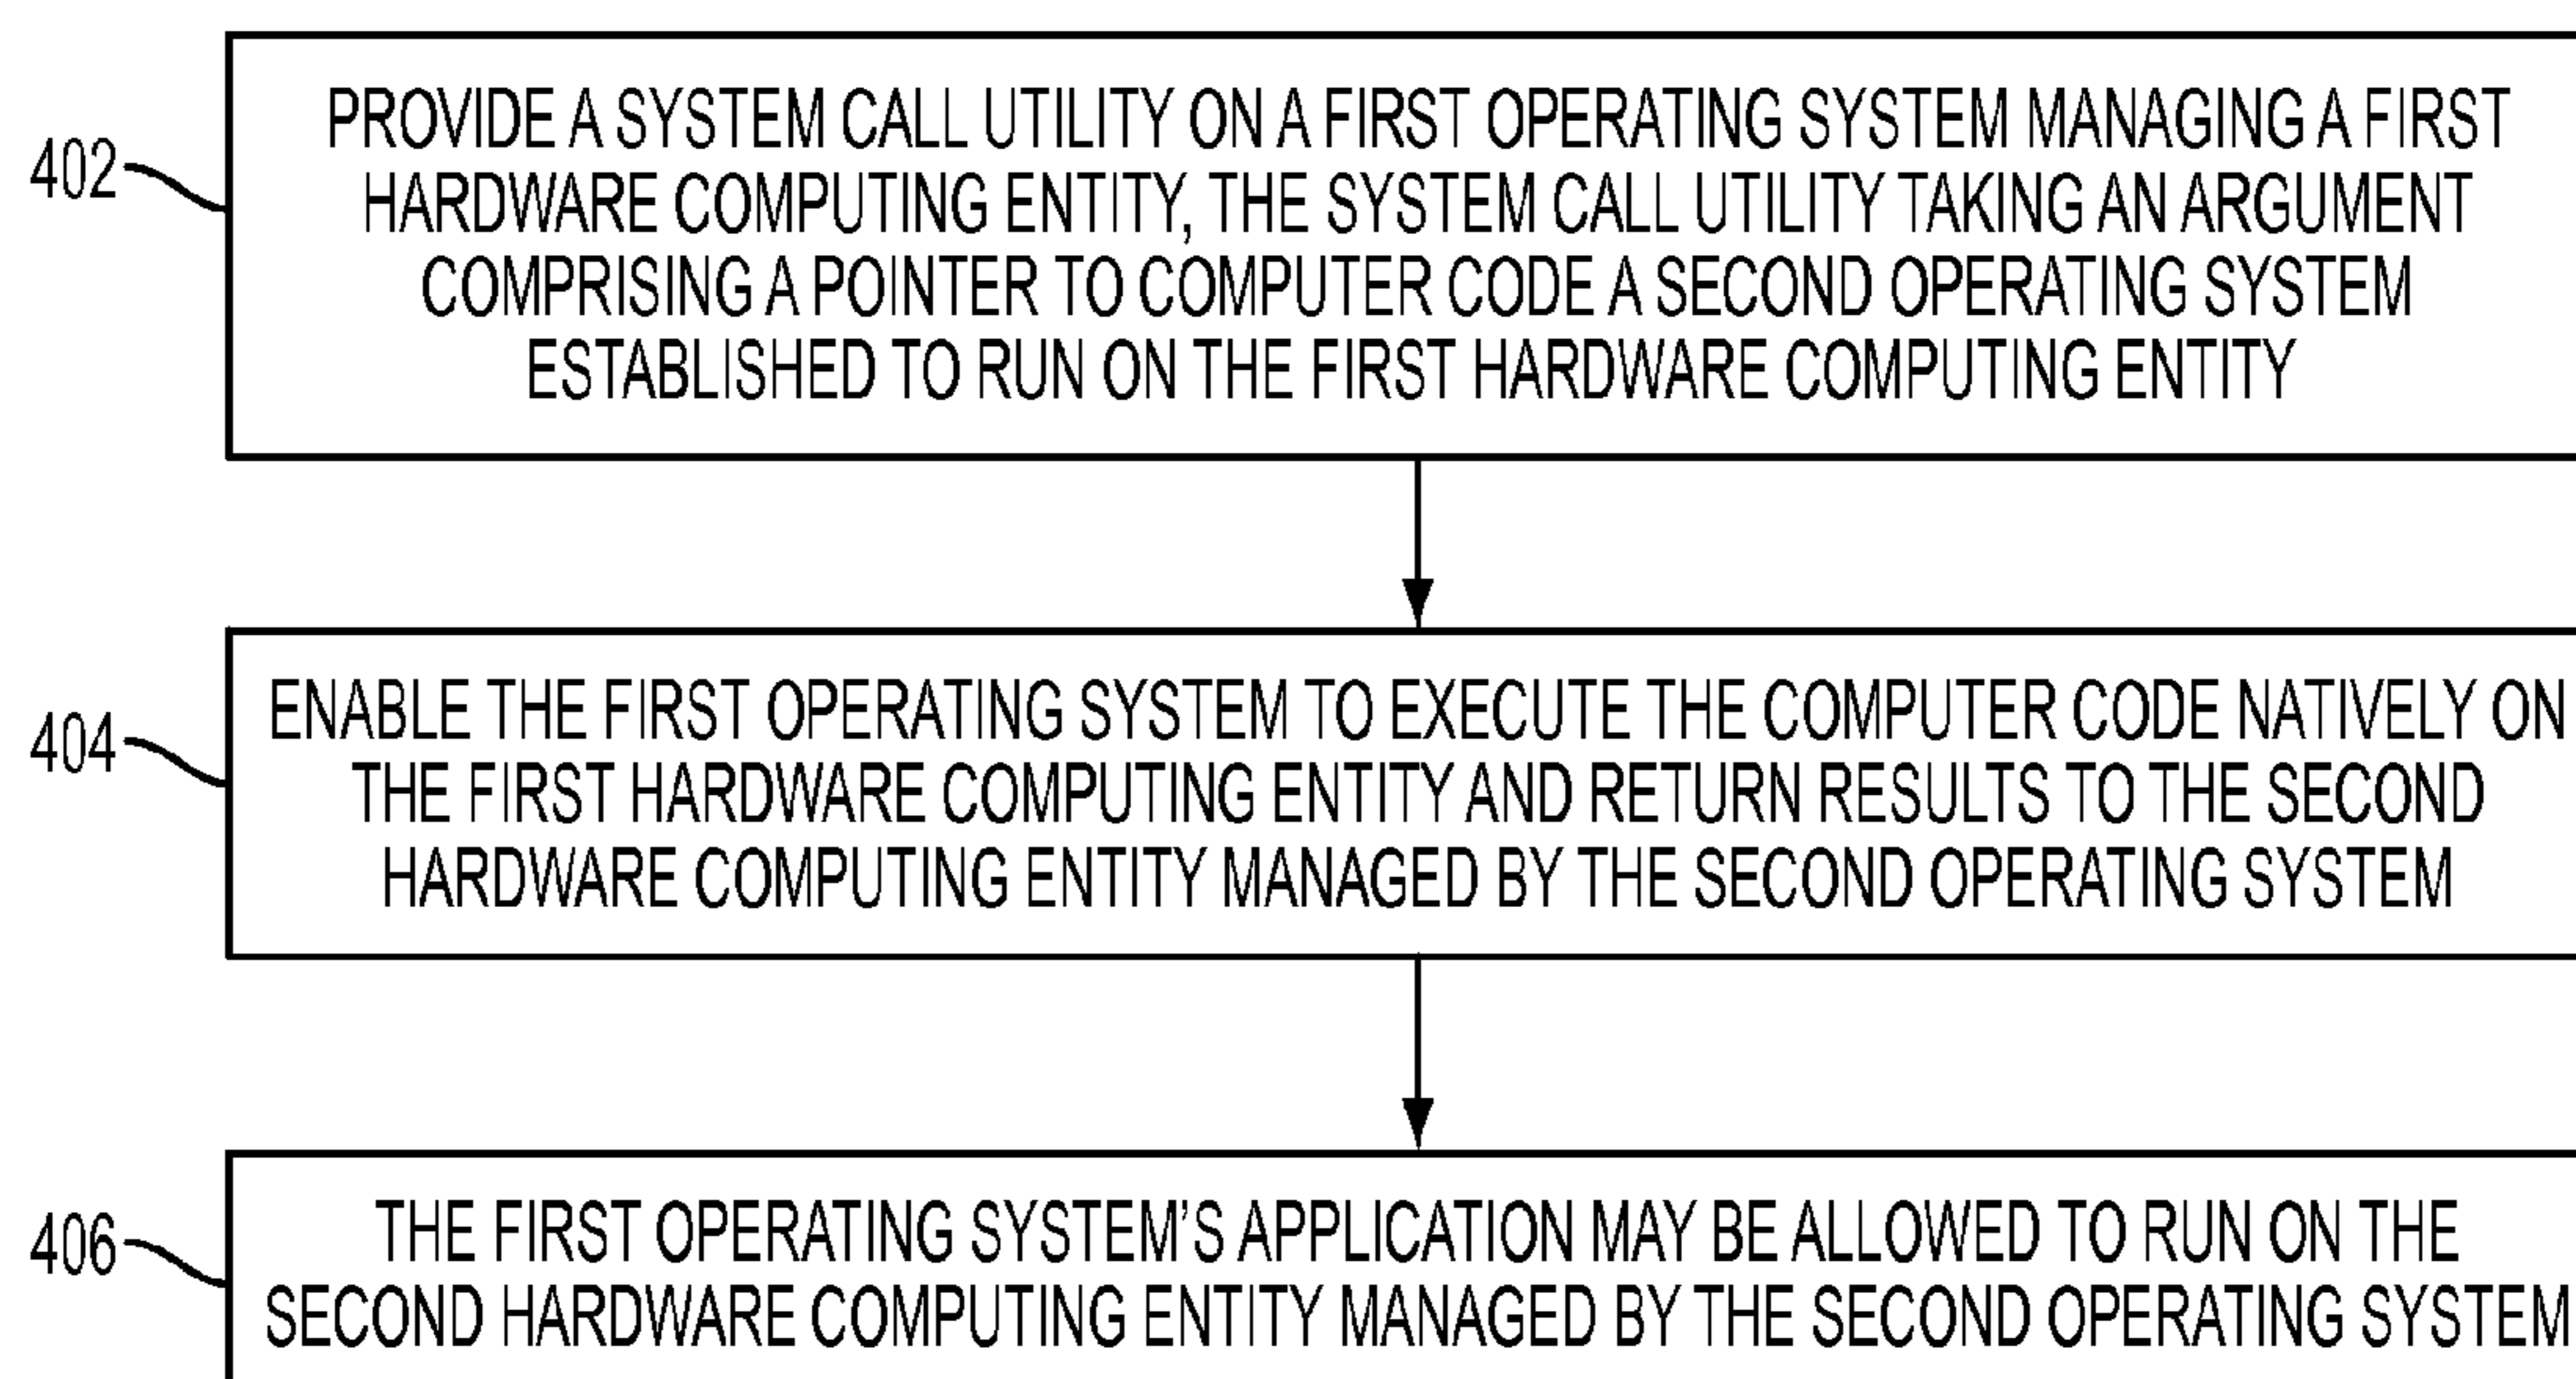 PROVIDE A SYSTEM CALL UTILITY ON A FIRST OPERATING SYSTEM MANAGING A FIRST
402
HARDWARE COMPUTING ENTITY, THE SYSTEM CALL UTILITY TAKING AN ARGUMENT
COMPRISING A POINTER TO COMPUTER CODE A SECOND OPERATING SYSTEM
ESTABLISHED TO RUN ON THE FIRST HARDWARE COMPUTING ENTITY
ENABLE THE FIRST OPERATING SYSTEM TO EXECUTE THE COMPUTER CODE NATIVELY ON
404
THE FIRST HARDWARE COMPUTING ENTITY AND RETURN RESULTS TO THE SECOND
HARDWARE COMPUTING ENTITY MANAGED BY THE SECOND OPERATING SYSTEM
THE FIRST OPERATING SYSTEM'S APPLICATION MAY BE ALLOWED TO RUN ON THE
406
SECOND HARDWARE COMPUTING ENTITY MANAGED BY THE SECOND OPERATING SYSTEM